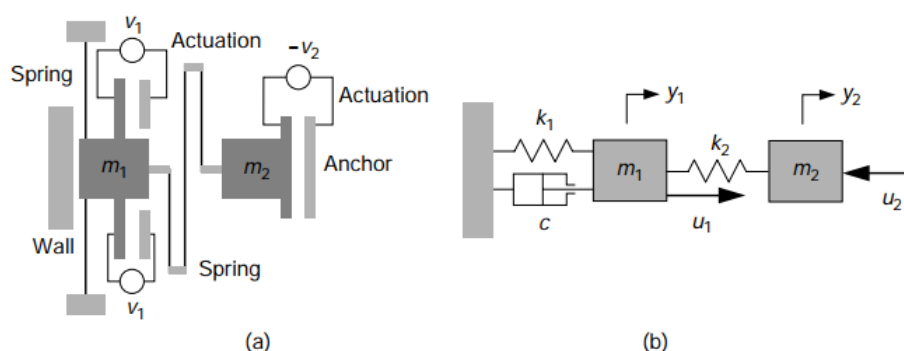 v1
Actuation
-v2
Spring
Actuation
m1
m2
Anchor
Wall
Spring
v1
(a)
y1
y2
k1
k2
m1
m2
c
u1
u2
(b)